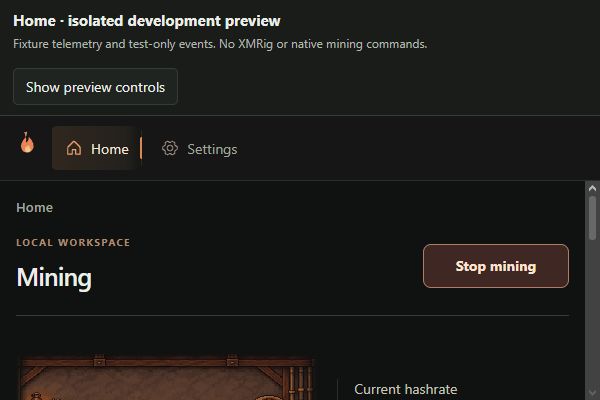 Home · isolated development preview
Fixture telemetry and test-only events. No XMRig or native mining commands.
Show preview controls
Home
Settings
Home
LOCAL WORKSPACE
Mining
Stop mining
Current hashrate